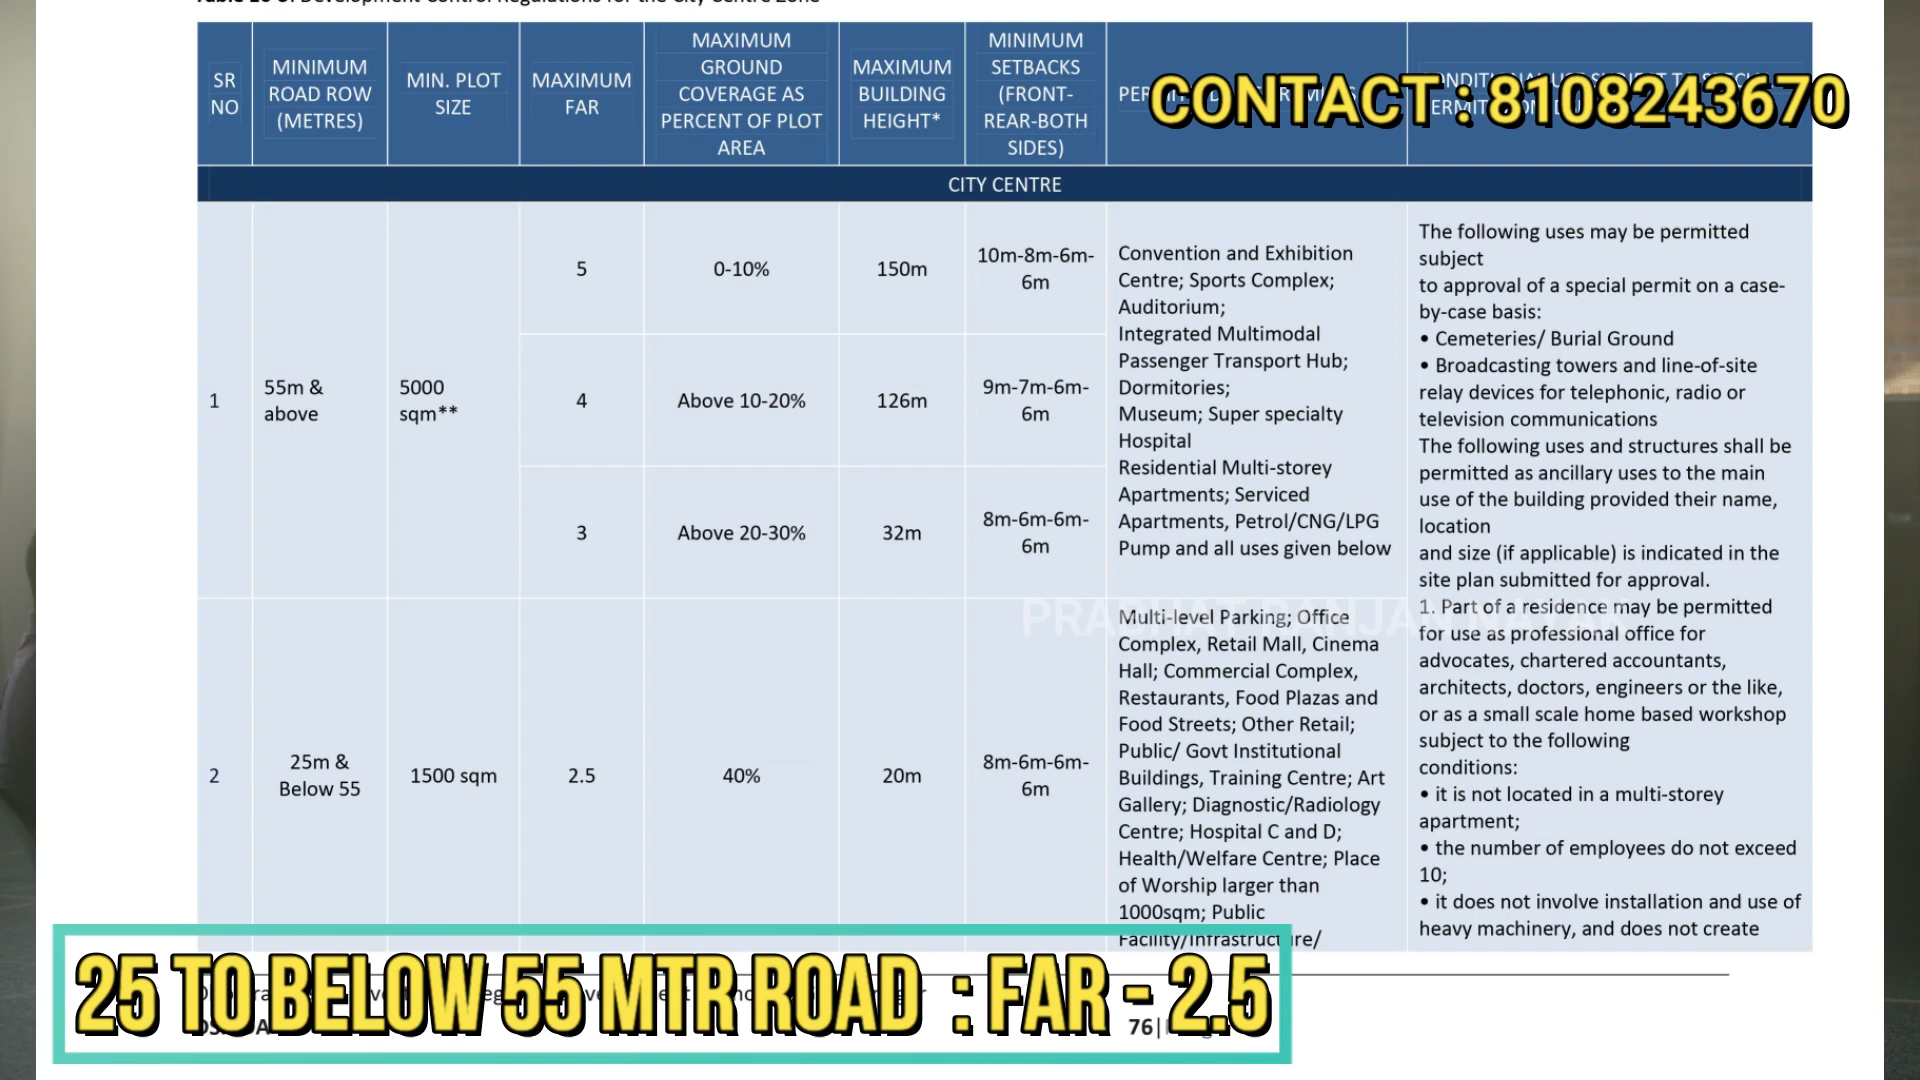 SR NO
MINIMUM ROAD ROW (METRES)
MIN. PLOT SIZE
MAXIMUM FAR
MAXIMUM GROUND COVERAGE AS PERCENT OF PLOT AREA
MAXIMUM BUILDING HEIGHT*
MINIMUM SETBACKS (FRONT-REAR-BOTH SIDES)
CONTACT : 8108243670
CITY CENTRE
1
55m & above
5000 sqm**
5
0-10%
150m
10m-8m-6m-6m
4
Above 10-20%
126m
9m-7m-6m-6m
3
Above 20-30%
32m
8m-6m-6m-6m
Convention and Exhibition
Centre; Sports Complex;
Auditorium;
Integrated Multimodal
Passenger Transport Hub;
Dormitories;
Museum; Super specialty
Hospital
Residential Multi-storey
Apartments; Serviced
Apartments, Petrol/CNG/LPG
Pump and all uses given below
2
25m & Below 55
1500 sqm
2.5
40%
20m
8m-6m-6m-6m
Multi-level Parking; Office
Complex, Retail Mall, Cinema
Hall; Commercial Complex,
Restaurants, Food Plazas and
Food Streets; Other Retail;
Public/ Govt Institutional
Buildings, Training Centre; Art
Gallery; Diagnostic/Radiology
Centre; Hospital C and D;
Health/Welfare Centre; Place
of Worship larger than
1000sqm; Public
Facility/Infrastructure/
The following uses may be permitted
subject
to approval of a special permit on a case-
by-case basis:
• Cemeteries/ Burial Ground
• Broadcasting towers and line-of-site
relay devices for telephonic, radio or
television communications
The following uses and structures shall be
permitted as ancillary uses to the main
use of the building provided their name,
location
and size (if applicable) is indicated in the
site plan submitted for approval.
1. Part of a residence may be permitted
for use as professional office for
advocates, chartered accountants,
architects, doctors, engineers or the like,
or as a small scale home based workshop
subject to the following
conditions:
• it is not located in a multi-storey
apartment;
• the number of employees do not exceed
10;
• it does not involve installation and use of
heavy machinery, and does not create
PRABHAT RANJAN NAYAK
25 TO BELOW 55 MTR ROAD : FAR - 2.5
76|